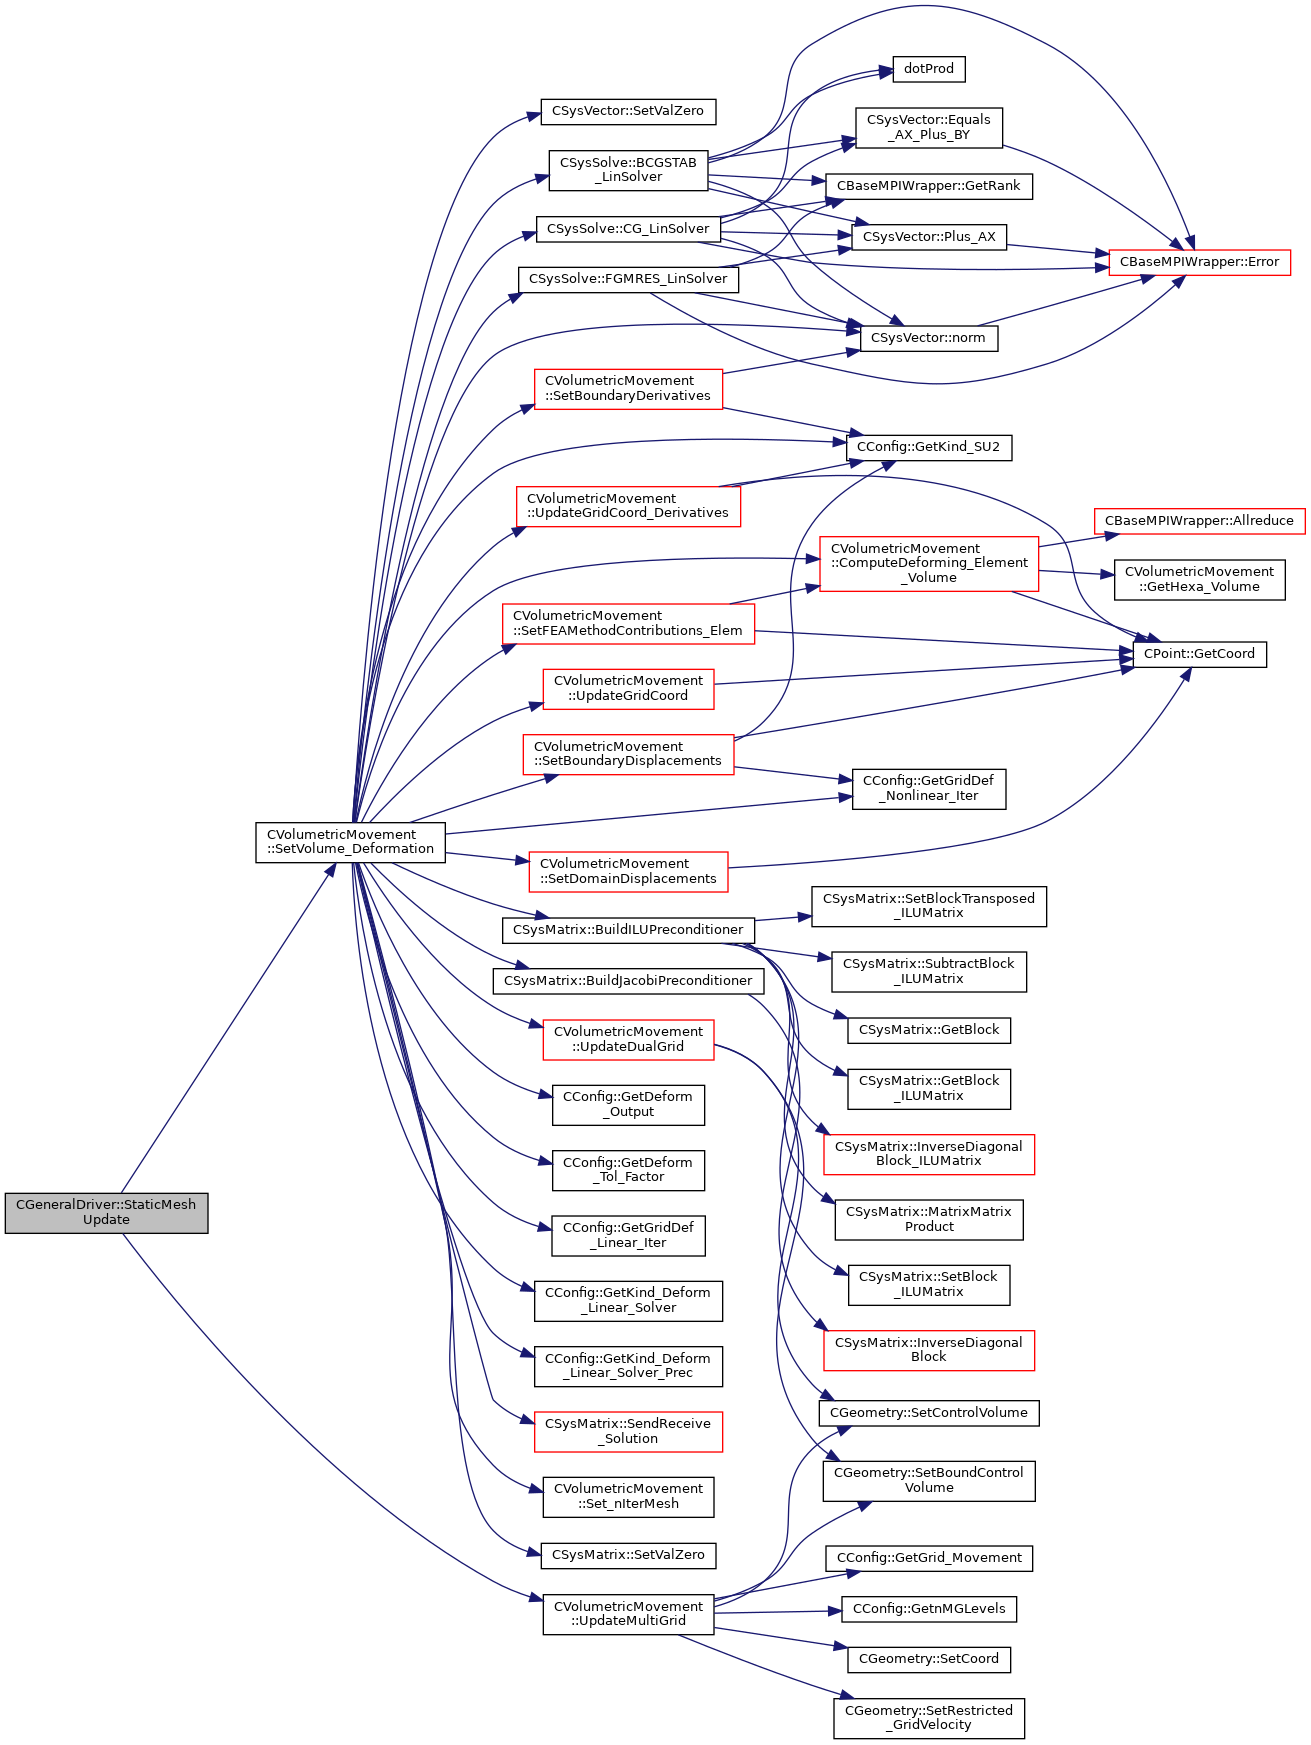 CGeneralDriver::StaticMesh
Update
CVolumetricMovement
::SetVolume_Deformation
CSysVector::SetValZero
CSysSolve::BCGSTAB
_LinSolver
CSysSolve::CG_LinSolver
CSysSolve::FGMRES_LinSolver
CVolumetricMovement
::SetBoundaryDerivatives
CVolumetricMovement
::UpdateGridCoord_Derivatives
CVolumetricMovement
::SetFEAMethodContributions_Elem
CVolumetricMovement
::UpdateGridCoord
CVolumetricMovement
::SetBoundaryDisplacements
CVolumetricMovement
::SetDomainDisplacements
CSysMatrix::BuildILUPreconditioner
CSysMatrix::BuildJacobiPreconditioner
CVolumetricMovement
::UpdateDualGrid
CConfig::GetDeform
_Output
CConfig::GetDeform
_Tol_Factor
CConfig::GetGridDef
_Linear_Iter
CConfig::GetKind_Deform
_Linear_Solver
CConfig::GetKind_Deform
_Linear_Solver_Prec
CSysMatrix::SendReceive
_Solution
CVolumetricMovement
::Set_nIterMesh
CSysMatrix::SetValZero
CVolumetricMovement
::UpdateMultiGrid
dotProd
CSysVector::Equals
_AX_Plus_BY
CBaseMPIWrapper::GetRank
CSysVector::Plus_AX
CSysVector::norm
CConfig::GetKind_SU2
CVolumetricMovement
::ComputeDeforming_Element
_Volume
CConfig::GetGridDef
_Nonlinear_Iter
CSysMatrix::SetBlockTransposed
_ILUMatrix
CSysMatrix::SubtractBlock
_ILUMatrix
CSysMatrix::GetBlock
CSysMatrix::GetBlock
_ILUMatrix
CSysMatrix::InverseDiagonal
Block_ILUMatrix
CSysMatrix::MatrixMatrix
Product
CSysMatrix::SetBlock
_ILUMatrix
CSysMatrix::InverseDiagonal
Block
CGeometry::SetControlVolume
CGeometry::SetBoundControl
Volume
CConfig::GetGrid_Movement
CConfig::GetnMGLevels
CGeometry::SetCoord
CGeometry::SetRestricted
_GridVelocity
CBaseMPIWrapper::Error
CBaseMPIWrapper::Allreduce
CVolumetricMovement
::GetHexa_Volume
CPoint::GetCoord